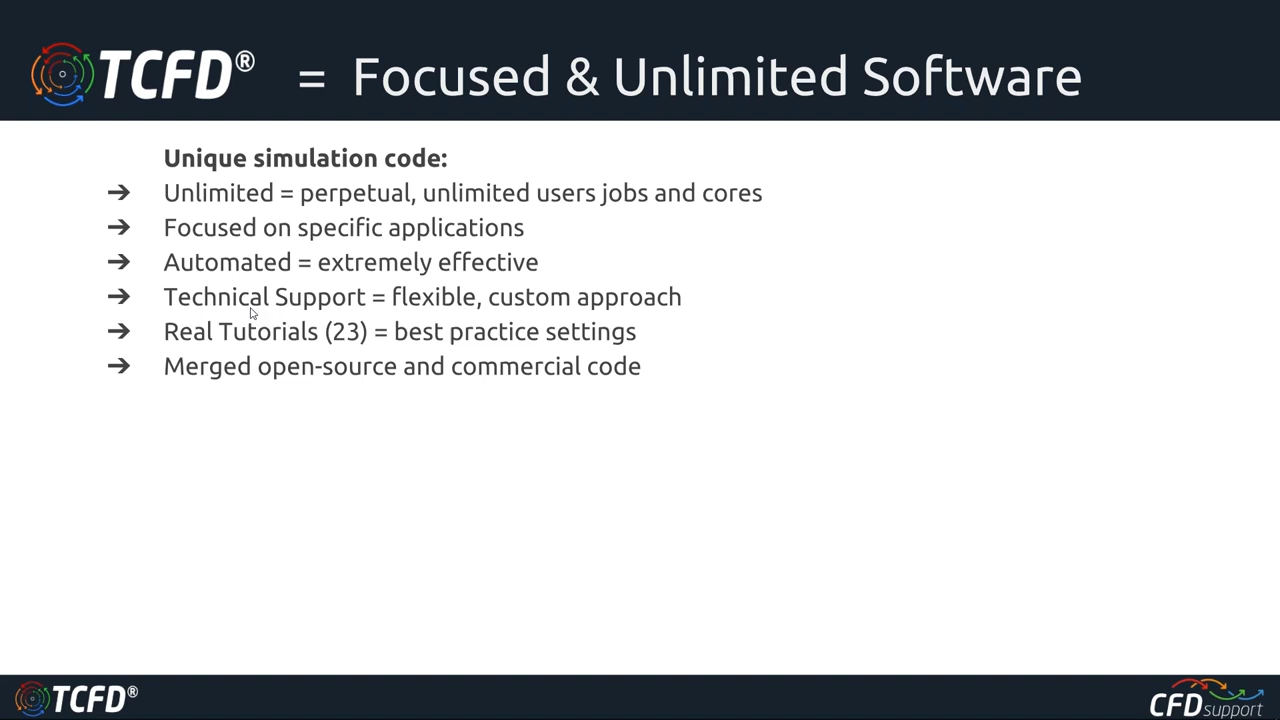 TCFD® = Focused & Unlimited Software
Unique simulation code:
➔ Unlimited = perpetual, unlimited users jobs and cores
➔ Focused on specific applications
➔ Automated = extremely effective
➔ Technical Support = flexible, custom approach
➔ Real Tutorials (23) = best practice settings
➔ Merged open-source and commercial code
TCFD®
CFD support